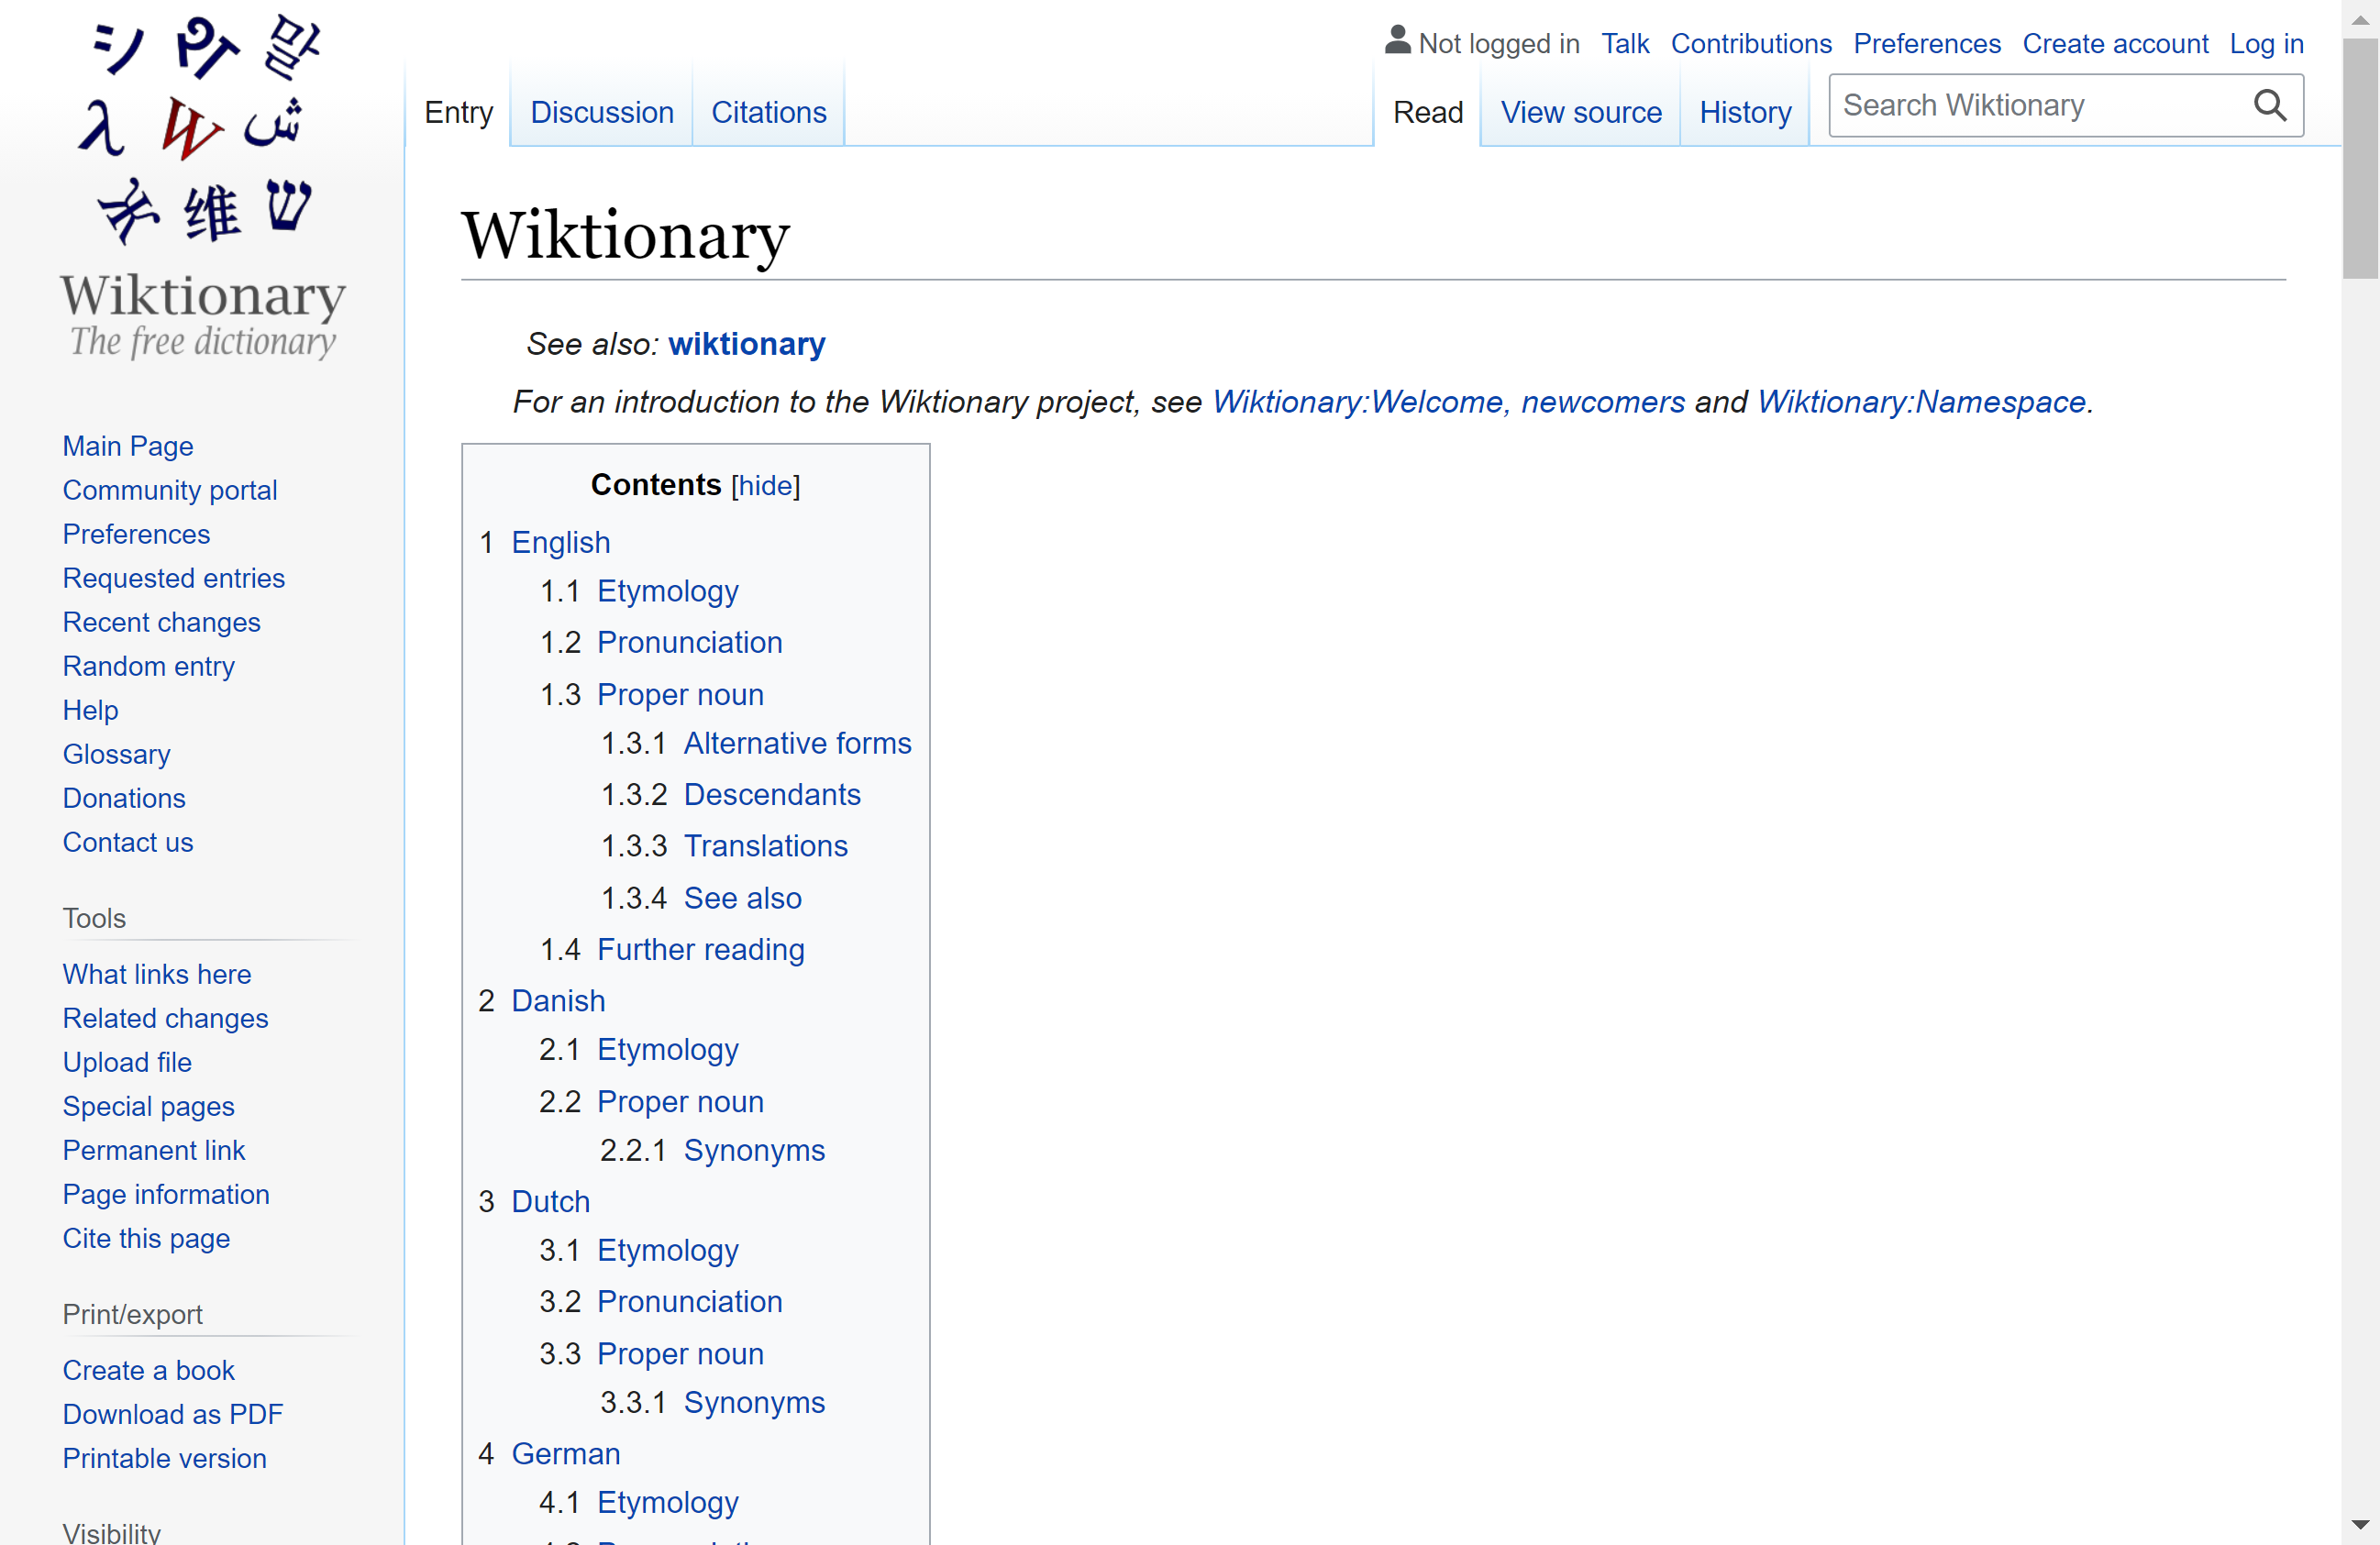 シ 말
λ W ش
维 ש
Wiktionary
The free dictionary
Main Page
Community portal
Preferences
Requested entries
Recent changes
Random entry
Help
Glossary
Donations
Contact us
Tools
What links here
Related changes
Upload file
Special pages
Permanent link
Page information
Cite this page
Print/export
Create a book
Download as PDF
Printable version
Visibility
Not logged in Talk Contributions Preferences Create account Log in
Entry Discussion Citations Read View source History Search Wiktionary
Wiktionary
See also: wiktionary
For an introduction to the Wiktionary project, see Wiktionary:Welcome, newcomers and Wiktionary:Namespace.
Contents [hide]
1 English
1.1 Etymology
1.2 Pronunciation
1.3 Proper noun
1.3.1 Alternative forms
1.3.2 Descendants
1.3.3 Translations
1.3.4 See also
1.4 Further reading
2 Danish
2.1 Etymology
2.2 Proper noun
2.2.1 Synonyms
3 Dutch
3.1 Etymology
3.2 Pronunciation
3.3 Proper noun
3.3.1 Synonyms
4 German
4.1 Etymology